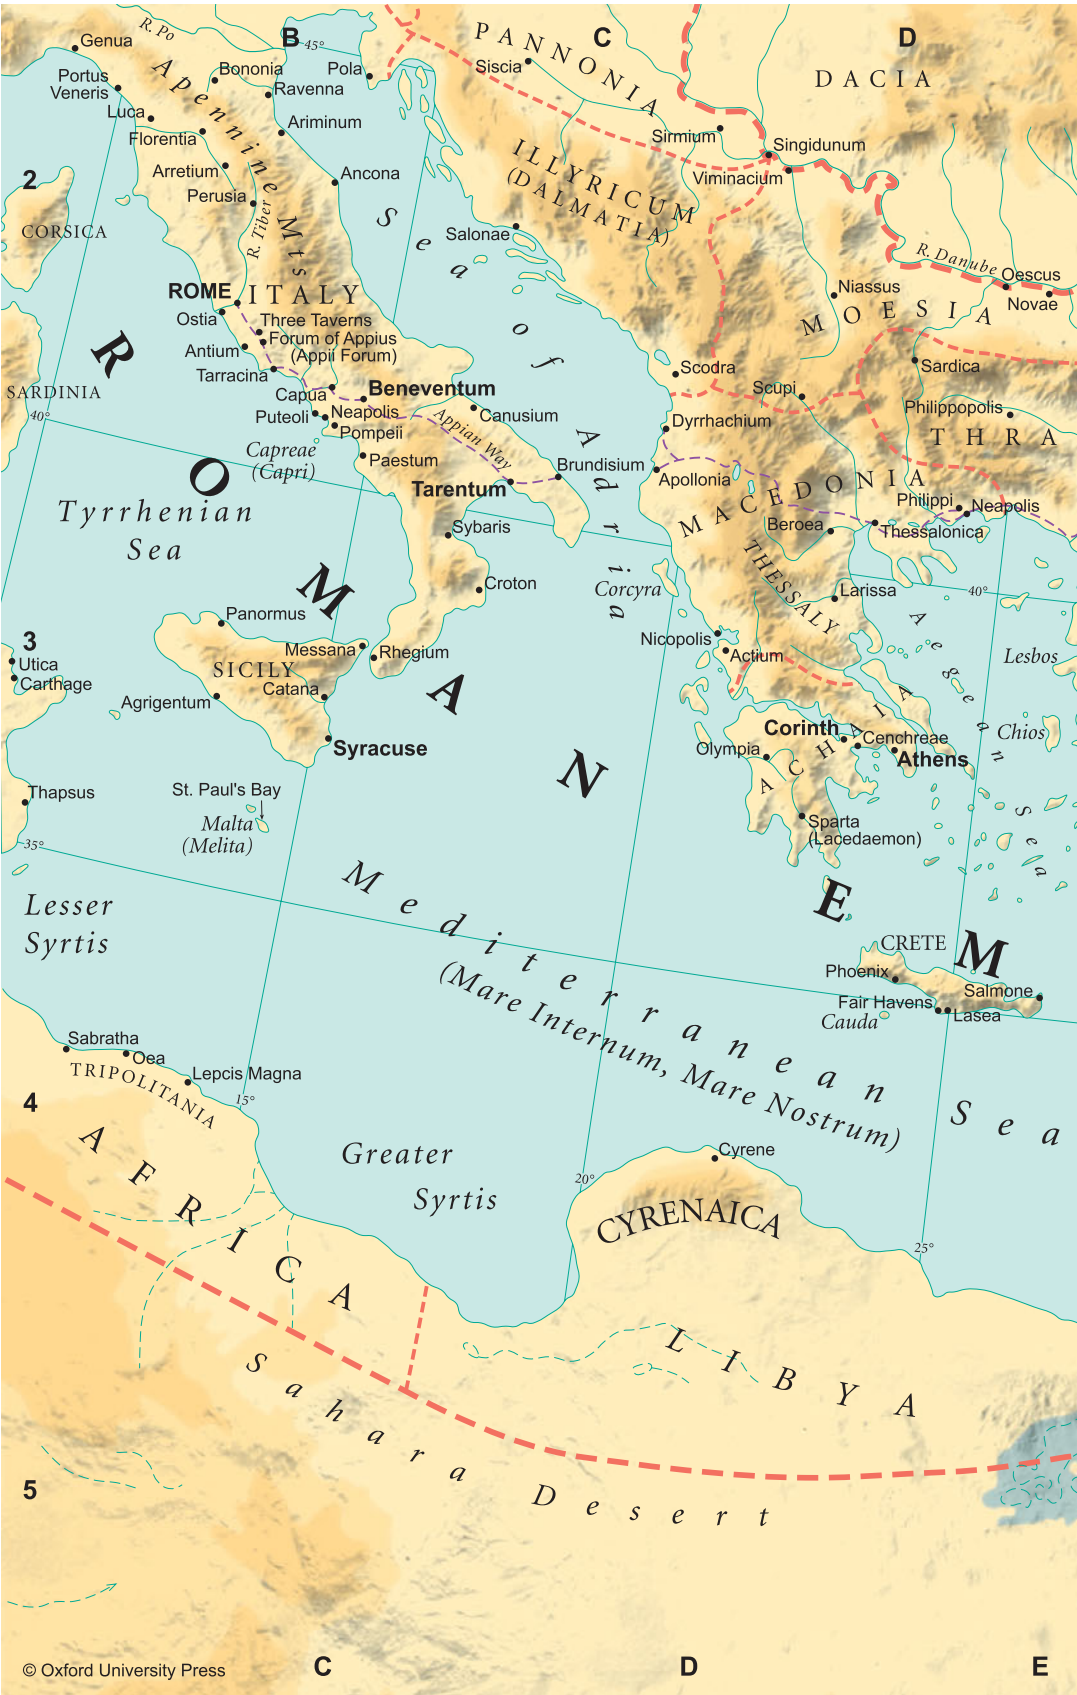 B
C
D
45°
R. Po
Genua
Bononia
Pola
PANNONIA
Siscia
DACIA
Portus
Veneris
Ravenna
Apennine Mts
Luca
Ariminum
Florentia
Sirmium
Singidunum
ILLYRICUM
(DALMATIA)
Arretium
Ancona
Viminacium
2
Perusia
R. Tiber
CORSICA
Salonae
Sea of Adria
R. Danube
Oescus
Novae
ROME
ITALY
Niassus
MOESIA
Ostia
Three Taverns
Forum of Appius
(Appii Forum)
Antium
Tarracina
Scodra
Sardica
SARDINIA
Capua
Beneventum
Scupi
40°
Puteoli
Neapolis
Canusium
Philippopolis
Pompeii
Appian Way
Dyrrhachium
THRA
Capreae
(Capri)
Paestum
Brundisium
Apollonia
Tarentum
MACEDONIA
Philippi
Neapolis
Tyrrhenian
Sea
Sybaris
Beroea
Thessalonica
THESSALY
Croton
Corcyra
Larissa
40°
ROMAN EM
Panormus
Nicopolis
Aegean Sea
3
Messana
Rhegium
Actium
Lesbos
Utica
SICILY
Carthage
Catana
Agrigentum
ACHAIA
Corinth
Cenchreae
Chios
Syracuse
Olympia
Athens
Thapsus
St. Paul's Bay
Malta
(Melita)
Sparta
(Lacedaemon)
35°
Lesser
Syrtis
Mediterranean Sea
(Mare Internum, Mare Nostrum)
CRETE
Phoenix
Salmone
Fair Havens
Lasea
Cauda
Sabratha
Oea
Lepcis Magna
TRIPOLITANIA
4
15°
AFRICA
Greater
Syrtis
Cyrene
20°
CYRENAICA
25°
LIBYA
Sahara Desert
5
© Oxford University Press
C
D
E